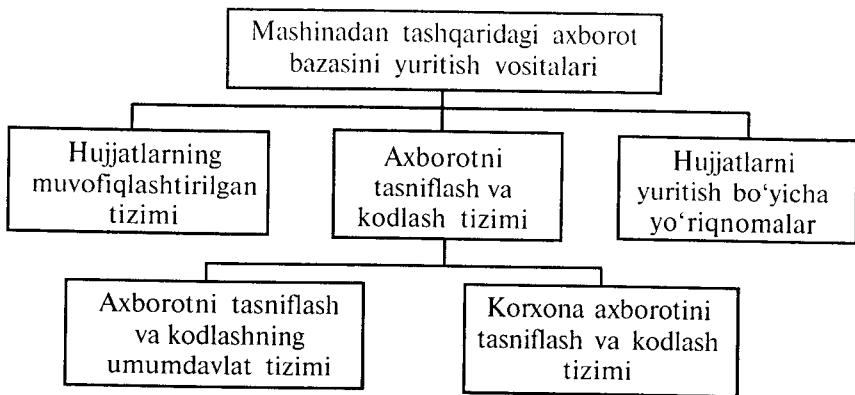 Mashinadan tashqaridagi axborot
bazasini yuritish vositalari
Hujjatlarning
muvofiqlashtirilgan
tizimi
Axborotni
tasniflash va
kodlash tizimi
Hujjatlarni
yuritish bo‘yicha
yo‘riqnomalar
Axborotni tasniflash
va kodlashning
umumdavlat tizimi
Korxona axborotini
tasniflash va kodlash
tizimi